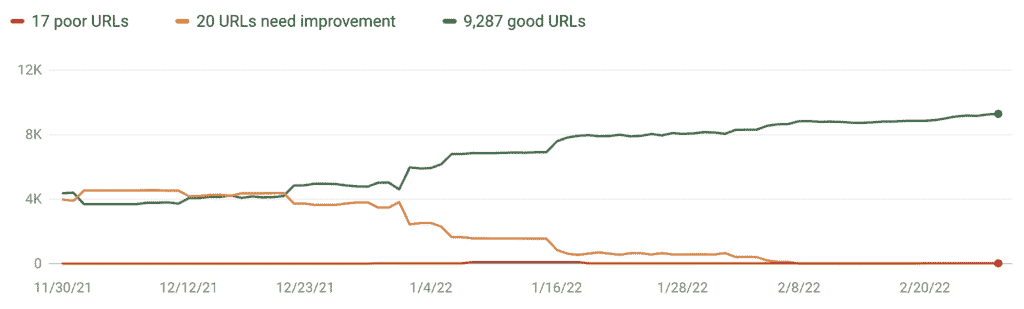 17 poor URLs 20 URLs need improvement 9,287 good URLs
12K
8K
4K
0
11/30/21 12/12/21 12/23/21 1/4/22 1/16/22 1/28/22 2/8/22 2/20/22